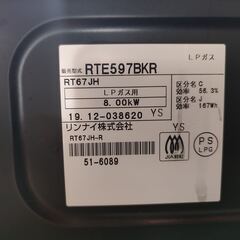 LPガス
販売型式 RTE597BKR
RT67JH
LPガス用
8.00kW
区分名 C
効率 56.3%
区分名 J
効率 167Wh
19.12-038620 YS
リンナイ株式会社
YS
RT67JH-R
JIA認証
PS
LPG
51-6089